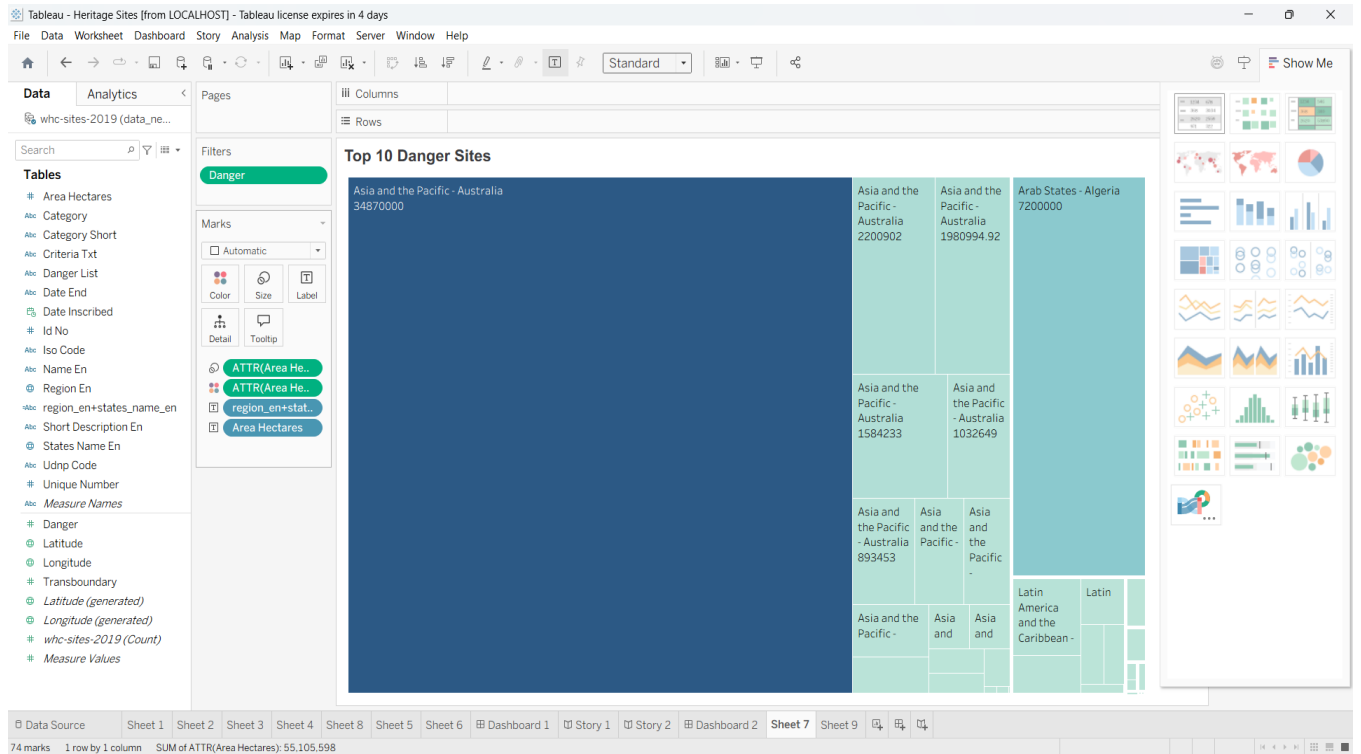 Tableau - Heritage Sites [from LOCALHOST] - Tableau license expires in 4 days
File Data Worksheet Dashboard Story Analysis Map Format Server Window Help
Standard
Show Me
Data Analytics
whc-sites-2019 (data_ne...
Search
Tables
# Area Hectares
Abc Category
Abc Category Short
Abc Criteria Txt
Abc Danger List
Abc Date End
Date Inscribed
# Id No
Abc Iso Code
Abc Name En
Region En
=Abc region_en+states_name_en
Abc Short Description En
States Name En
Abc Udnp Code
# Unique Number
Abc Measure Names
# Danger
Latitude
Longitude
# Transboundary
Latitude (generated)
Longitude (generated)
# whc-sites-2019 (Count)
# Measure Values
Pages
Filters
Danger
Marks
Automatic
Color Size Label
Detail Tooltip
ATTR(Area He..
ATTR(Area He..
region_en+stat..
Area Hectares
Columns
Rows
Top 10 Danger Sites
Asia and the Pacific - Australia
34870000
Asia and the
Pacific -
Australia
2200902
Asia and the
Pacific -
Australia
1980994.92
Arab States - Algeria
7200000
Asia and the
Pacific -
Australia
1584233
Asia and
the Pacific
- Australia
1032649
Asia and
the Pacific
- Australia
893453
Asia
and the
Pacific -
Asia
and
the
Pacific
-
Asia and the
Pacific -
Asia
and
Asia
and
Latin
America
and the
Caribbean -
Latin
Data Source Sheet 1 Sheet 2 Sheet 3 Sheet 4 Sheet 8 Sheet 5 Sheet 6 Dashboard 1 Story 1 Story 2 Dashboard 2 Sheet 7 Sheet 9
74 marks 1 row by 1 column SUM of ATTR(Area Hectares): 55,105,598